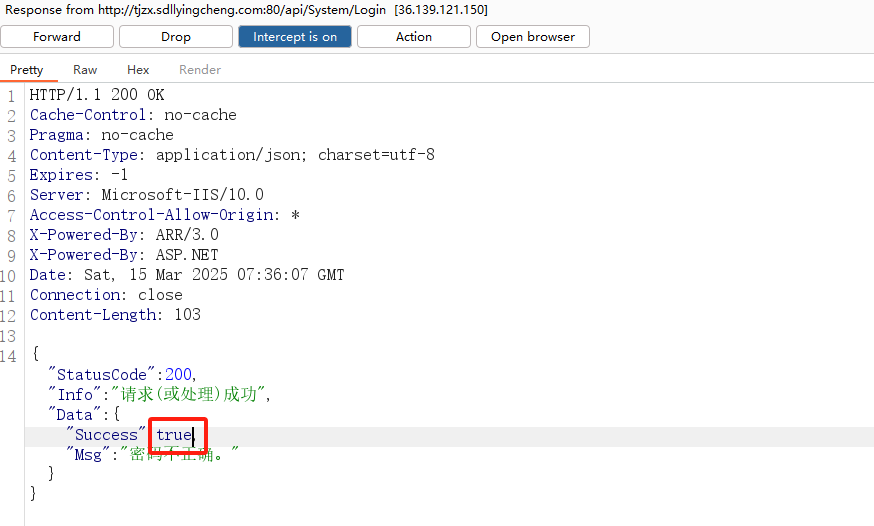 Response from http://tjzx.sdllyingcheng.com:80/api/System/Login [36.139.121.150]
Forward Drop Intercept is on Action Open browser
Pretty Raw Hex Render
1 HTTP/1.1 200 OK
2 Cache-Control: no-cache
3 Pragma: no-cache
4 Content-Type: application/json; charset=utf-8
5 Expires: -1
6 Server: Microsoft-IIS/10.0
7 Access-Control-Allow-Origin: *
8 X-Powered-By: ARR/3.0
9 X-Powered-By: ASP.NET
10 Date: Sat, 15 Mar 2025 07:36:07 GMT
11 Connection: close
12 Content-Length: 103
13
14 {
"StatusCode":200,
"Info":"请求(或处理)成功",
"Data":{
"Success" true,
"Msg":"密码不正确。"
}
}